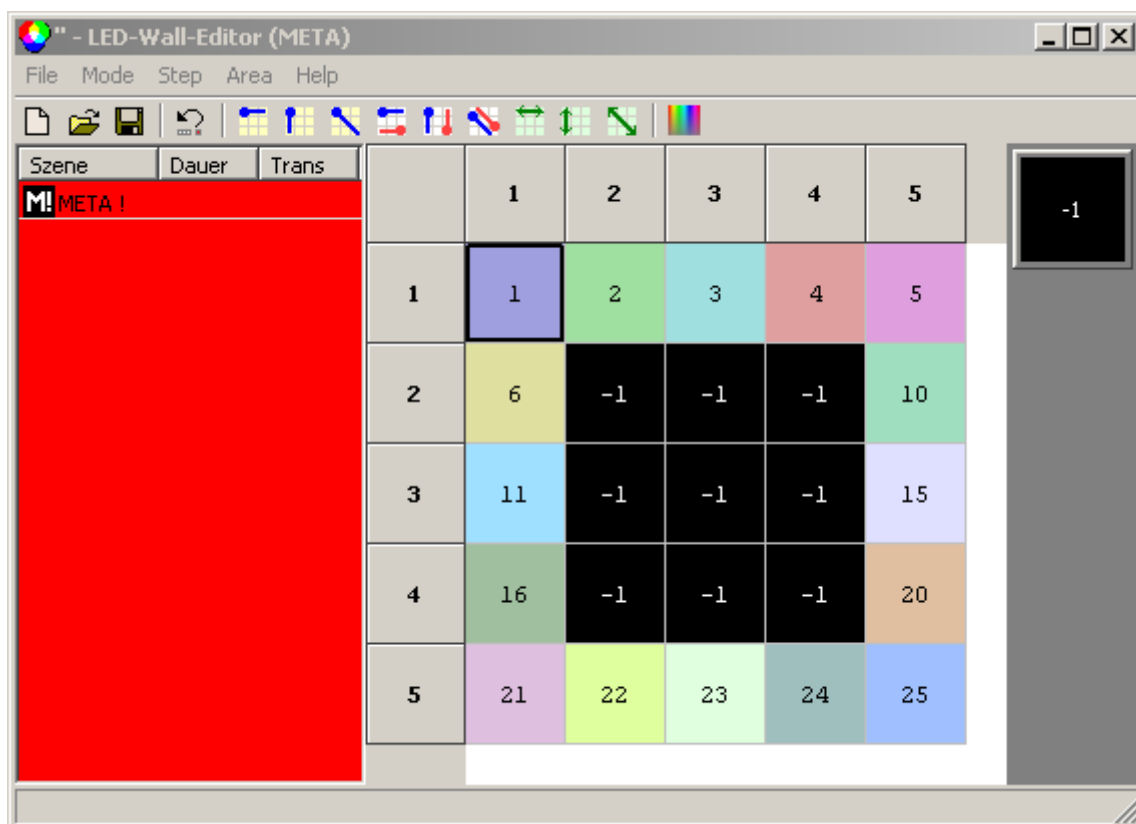 " - LED-Wall-Editor (META)
File Mode Step Area Help
Szene Dauer Trans
M! META !
1 2 3 4 5
-1
1 1 2 3 4 5
2 6 -1 -1 -1 10
3 11 -1 -1 -1 15
4 16 -1 -1 -1 20
5 21 22 23 24 25